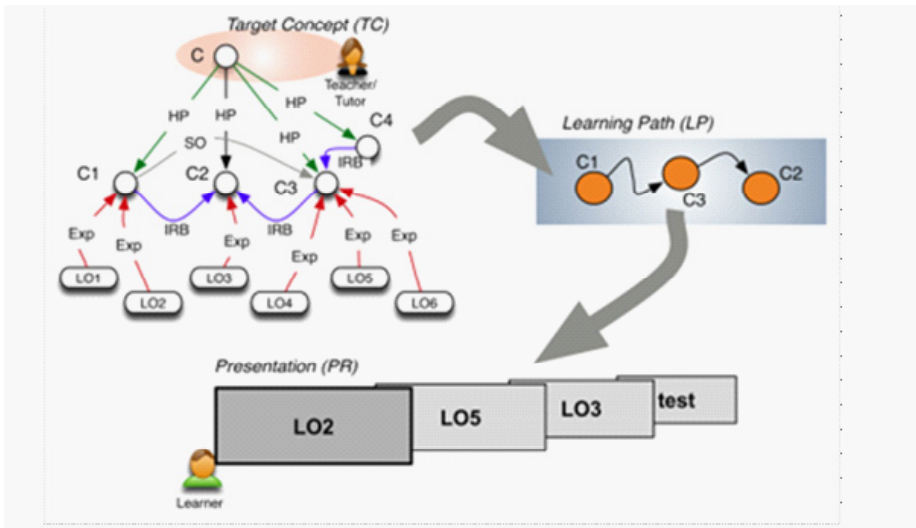 Target Concept (TC)
C
Teacher/
Tutor
HP
HP
HP
HP
SO
C4
IRB
C1
C2
C3
Exp
Exp
IRB
Exp
IRB
Exp
Exp
Exp
LO1
LO2
LO3
LO4
LO5
LO6
Learning Path (LP)
C1
C3
C2
Presentation (PR)
LO2
LO5
LO3
test
Learner